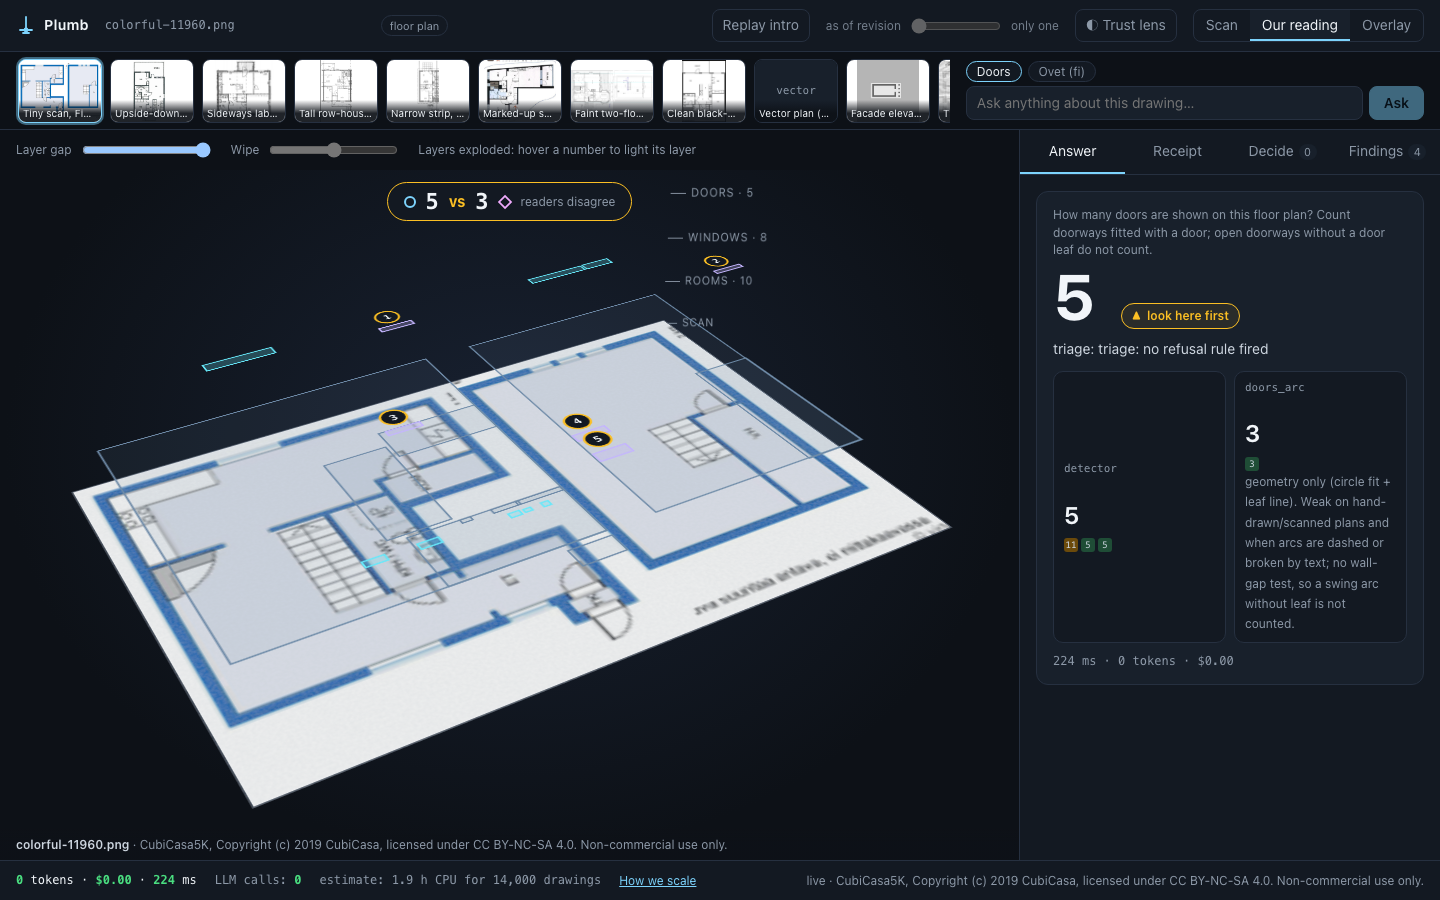 Plumb
colorful-11960.png
floor plan
Replay intro
as of revision
only one
Trust lens
Scan
Our reading
Overlay
Tiny scan, Fi...
Upside-down...
Sideways lab...
Tall row-hous...
Narrow strip, ...
Marked-up s...
Faint two-flo...
Clean black-...
vector
Vector plan (...
Facade eleva...
T
Doors
Ovet (fi)
Ask anything about this drawing...
Ask
Layer gap
Wipe
Layers exploded: hover a number to light its layer
Answer
Receipt
Decide 0
Findings 4
5 vs 3 readers disagree
DOORS · 5
WINDOWS · 8
ROOMS · 10
SCAN
1
2
3
4
5
How many doors are shown on this floor plan? Count
doorways fitted with a door; open doorways without a door
leaf do not count.
5
look here first
triage: triage: no refusal rule fired
detector
5
11 5 5
doors_arc
3
3
geometry only (circle fit +
leaf line). Weak on hand-
drawn/scanned plans and
when arcs are dashed or
broken by text; no wall-
gap test, so a swing arc
without leaf is not
counted.
224 ms · 0 tokens · $0.00
colorful-11960.png · CubiCasa5K, Copyright (c) 2019 CubiCasa, licensed under CC BY-NC-SA 4.0. Non-commercial use only.
0 tokens · $0.00 · 224 ms
LLM calls: 0
estimate: 1.9 h CPU for 14,000 drawings
How we scale
live · CubiCasa5K, Copyright (c) 2019 CubiCasa, licensed under CC BY-NC-SA 4.0. Non-commercial use only.